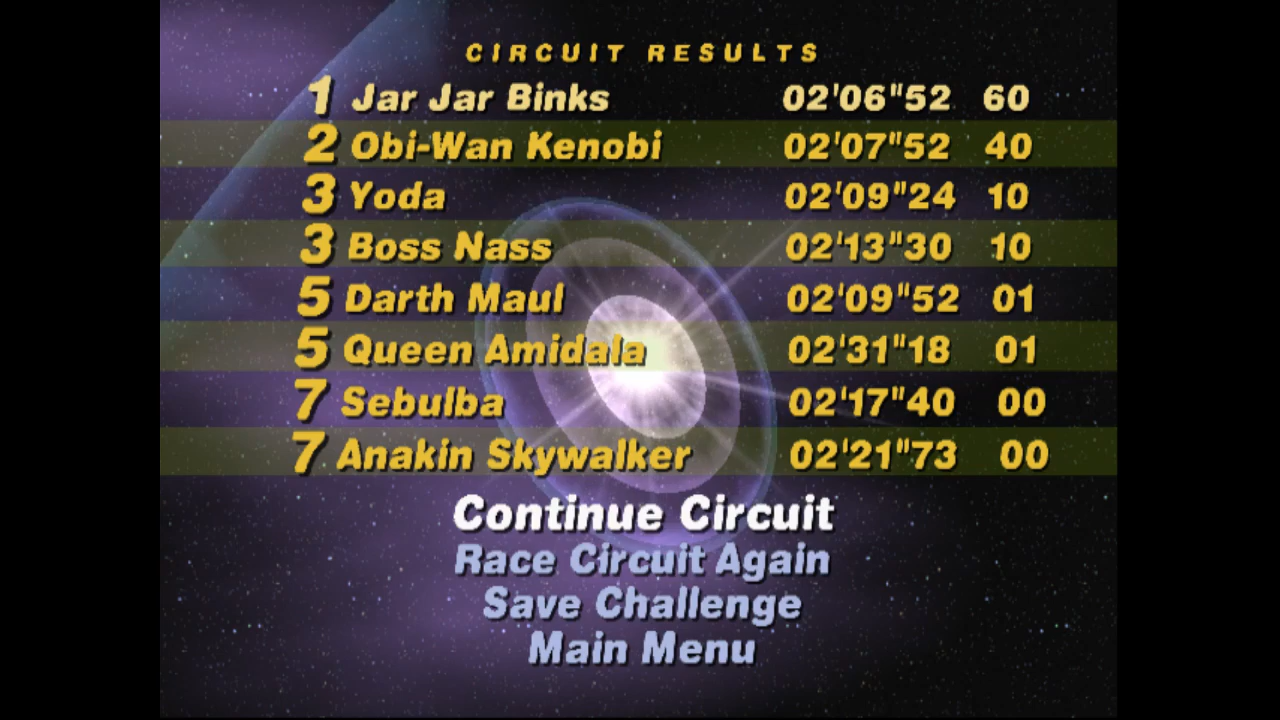 CIRCUIT RESULTS
1 Jar Jar Binks 02'06"52 60
2 Obi-Wan Kenobi 02'07"52 40
3 Yoda 02'09"24 10
3 Boss Nass 02'13"30 10
5 Darth Maul 02'09"52 01
5 Queen Amidala 02'31"18 01
7 Sebulba 02'17"40 00
7 Anakin Skywalker 02'21"73 00
Continue Circuit
Race Circuit Again
Save Challenge
Main Menu